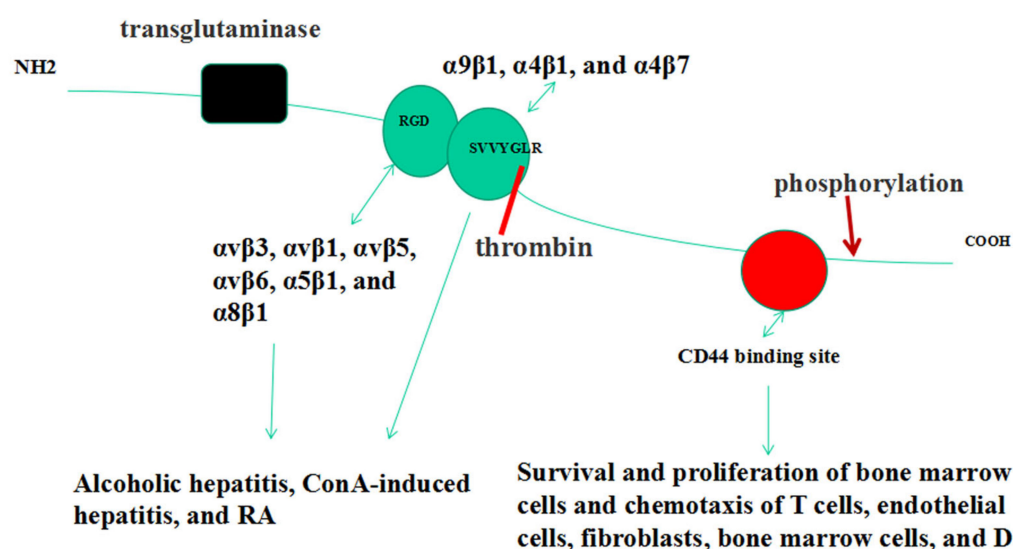 transglutaminase
NH2
α9β1, α4β1, and α4β7
RGD
SVVYGLR
phosphorylation
thrombin
COOH
αvβ3, αvβ1, αvβ5,
αvβ6, α5β1, and
α8β1
CD44 binding site
Alcoholic hepatitis, ConA-induced
hepatitis, and RA
Survival and proliferation of bone marrow
cells and chemotaxis of T cells, endothelial
cells, fibroblasts, bone marrow cells, and D